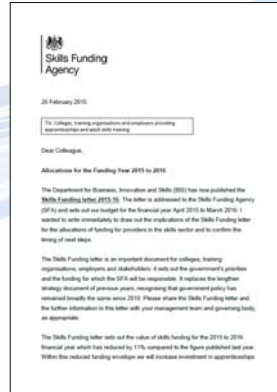 Skills Funding
Agency
26 February 2015
To: Colleges, training organisations and employers providing
apprenticeships and adult skills training
Dear Colleague,
Allocations for the Funding Year 2015 to 2016
The Department for Business, Innovation and Skills (BIS) has now published the
Skills Funding letter 2015-16. The letter is addressed to the Skills Funding Agency
(SFA) and sets out our budget for the financial year April 2015 to March 2016. I
wanted to write immediately to draw out the implications of the Skills Funding letter
for the allocations of funding for providers in the skills sector and to confirm the
timing of next steps.
The Skills Funding letter is an important document for colleges, training
organisations, employers and stakeholders: it sets out the government's priorities
and the funding for which the SFA will be responsible. It replaces the lengthier
strategy document of previous years, recognising that government policy has
remained broadly the same since 2010. Please share the Skills Funding letter and
the further information in this letter with your management team and governing body,
as appropriate.
The Skills Funding letter sets out the value of skills funding for the 2015 to 2016
financial year which has reduced by 11% compared to the figure published last year.
Within this reduced funding envelope we will increase investment in apprenticeships